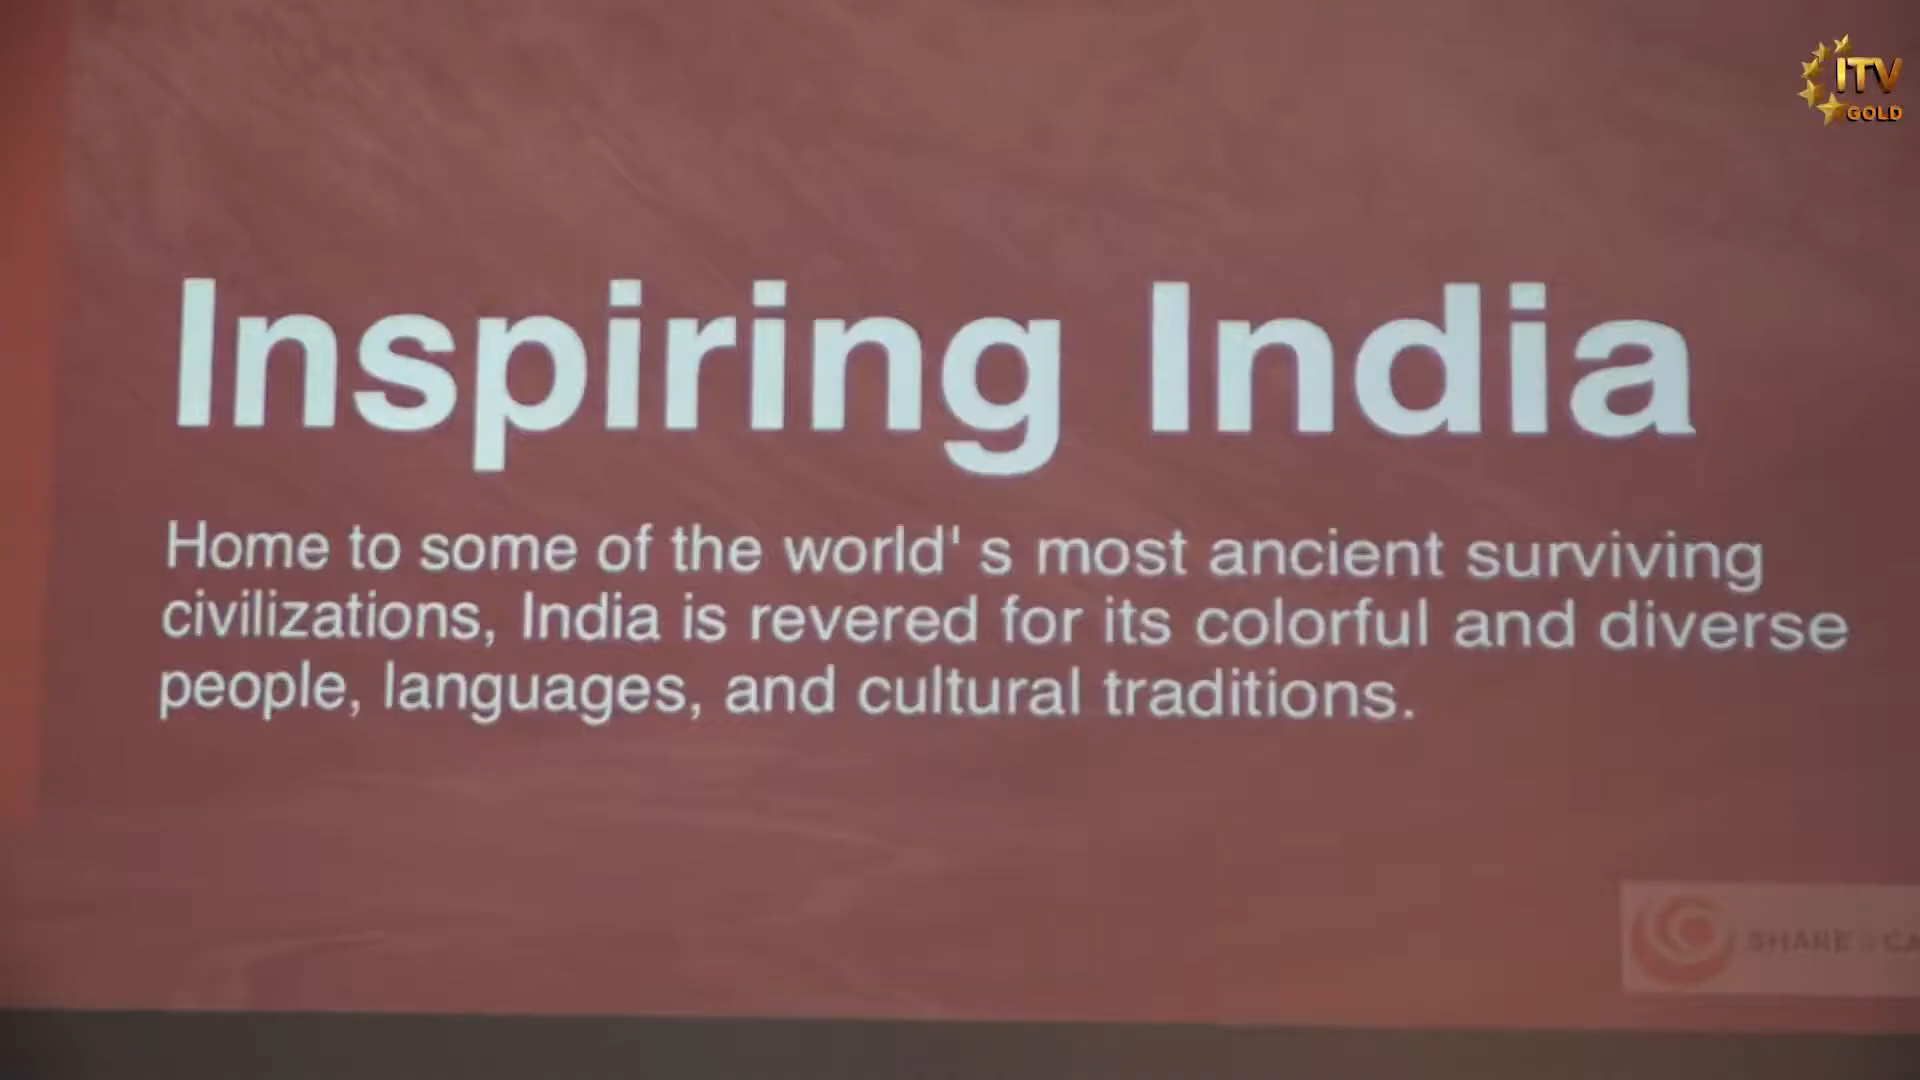 ITV
GOLD
Inspiring India
Home to some of the world' s most ancient surviving
civilizations, India is revered for its colorful and diverse
people, languages, and cultural traditions.
SHARE